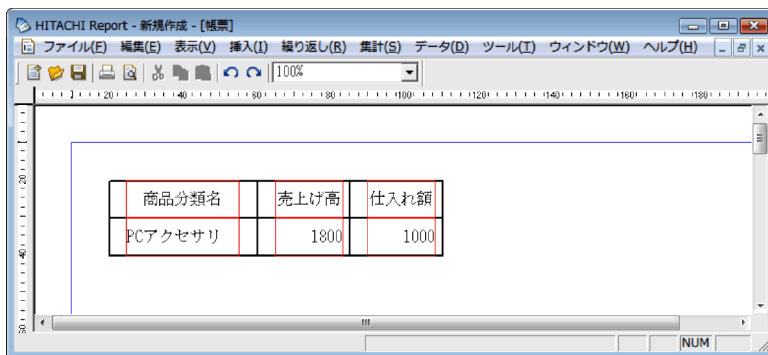 HITACHI Report - 新規作成 - [帳票]
ファイル(F) 編集(E) 表示(V) 挿入(I) 繰り返し(R) 集計(S) データ(D) ツール(T) ウィンドウ(W) ヘルプ(H)
100%
20 40 60 80 100 120 140 160 180
20
40
商品分類名 売上げ高 仕入れ額
PCアクセサリ 1800 1000
NUM